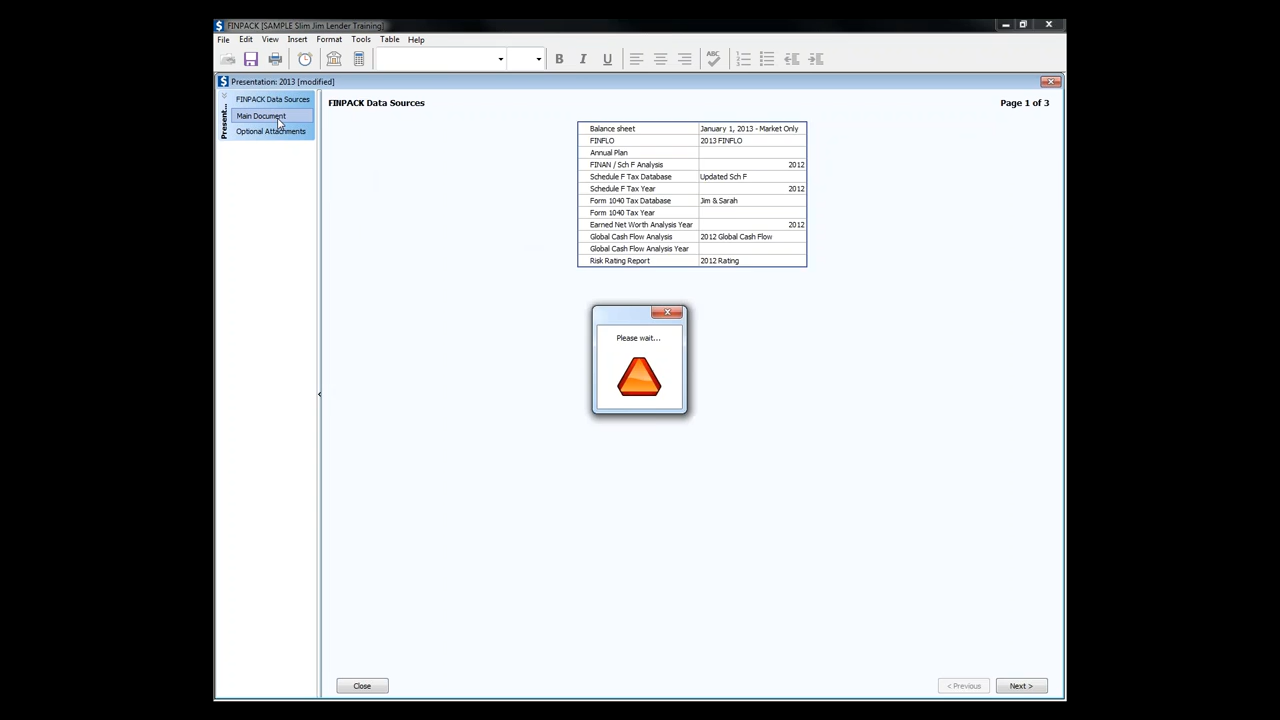 FINPACK [SAMPLE Slim Jim Lender Training]
File Edit View Insert Format Tools Table Help
B I U ABC
Presentation: 2013 [modified]
Present...
FINPACK Data Sources
Main Document
Optional Attachments
FINPACK Data Sources Page 1 of 3
Balance sheet January 1, 2013 - Market Only
FINFLO 2013 FINFLO
Annual Plan
FINAN / Sch F Analysis 2012
Schedule F Tax Database Updated Sch F
Schedule F Tax Year 2012
Form 1040 Tax Database Jim & Sarah
Form 1040 Tax Year
Earned Net Worth Analysis Year 2012
Global Cash Flow Analysis 2012 Global Cash Flow
Global Cash Flow Analysis Year
Risk Rating Report 2012 Rating
Please wait...
Close < Previous Next >